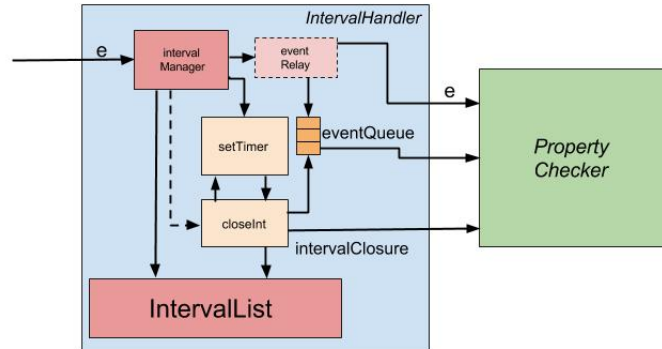 IntervalHandler
e
interval
Manager
event
Relay
e
eventQueue
setTimer
Property
Checker
closeInt
intervalClosure
IntervalList